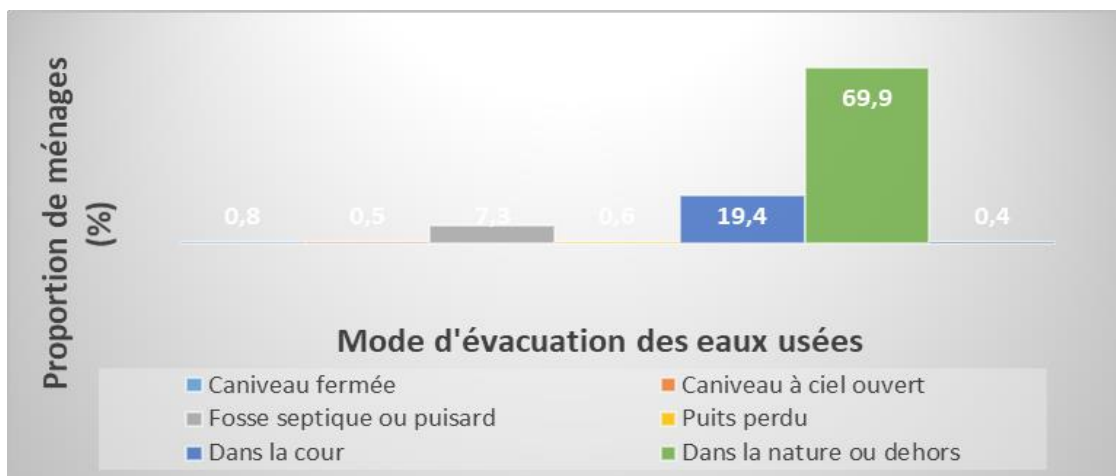 Proportion de ménages
(%)
0,8
0,5
7,3
0,6
19,4
69,9
0,4
Mode d'évacuation des eaux usées
Caniveau fermée
Caniveau à ciel ouvert
Fosse septique ou puisard
Puits perdu
Dans la cour
Dans la nature ou dehors